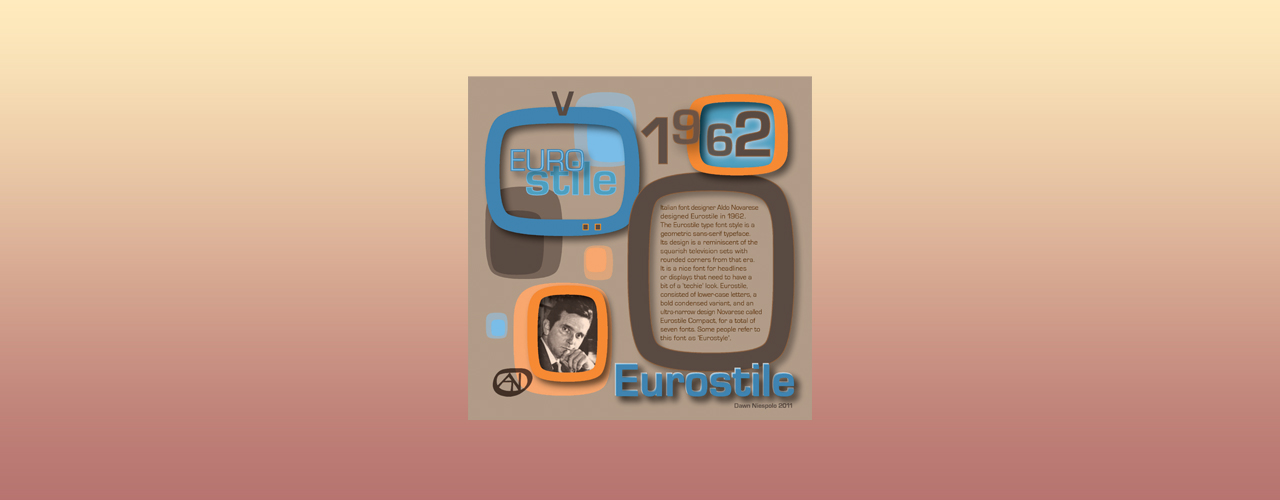 V
EURO
stile
1962
Italian font designer Aldo Novarese
designed Eurostile in 1962.
The Eurostile type font style is a
geometric sans-serif typeface.
Its design is a reminiscent of the
squarish television sets with
rounded corners from that era.
It is a nice font for headlines
or displays that need to have a
bit of a 'techie' look. Eurostile,
consisted of lower-case letters, a
bold condensed variant, and an
ultra-narrow design Novarese called
Eurostile Compact, for a total of
seven fonts. Some people refer to
this font as 'Eurostyle'.
Eurostile
Dawn 2011